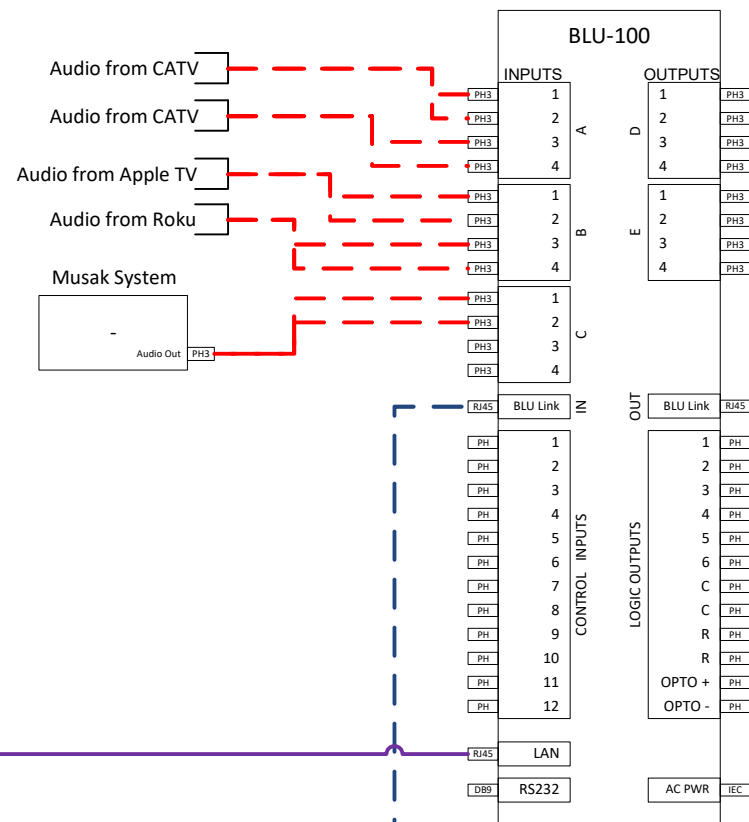 BLU-100
INPUTS OUTPUTS
Audio from CATV
PH3 1 1 PH3
Audio from CATV
PH3 2 A D 2 PH3
PH3 3 3 PH3
PH3 4 4 PH3
Audio from Apple TV
PH3 1 1 PH3
Audio from Roku
PH3 2 B E 2 PH3
PH3 3 3 PH3
PH3 4 4 PH3
Musak System
PH3 1
PH3 2 C
-
PH3 3
Audio Out PH3
PH3 4
RJ45 BLU Link IN OUT BLU Link RJ45
CONTROL INPUTS
LOGIC OUTPUTS
PH 1 1 PH
PH 2 2 PH
PH 3 3 PH
PH 4 4 PH
PH 5 5 PH
PH 6 6 PH
PH 7 C PH
PH 8 C PH
PH 9 R PH
PH 10 R PH
PH 11 OPTO + PH
PH 12 OPTO - PH
RJ45 LAN
DB9 RS232 AC PWR IEC